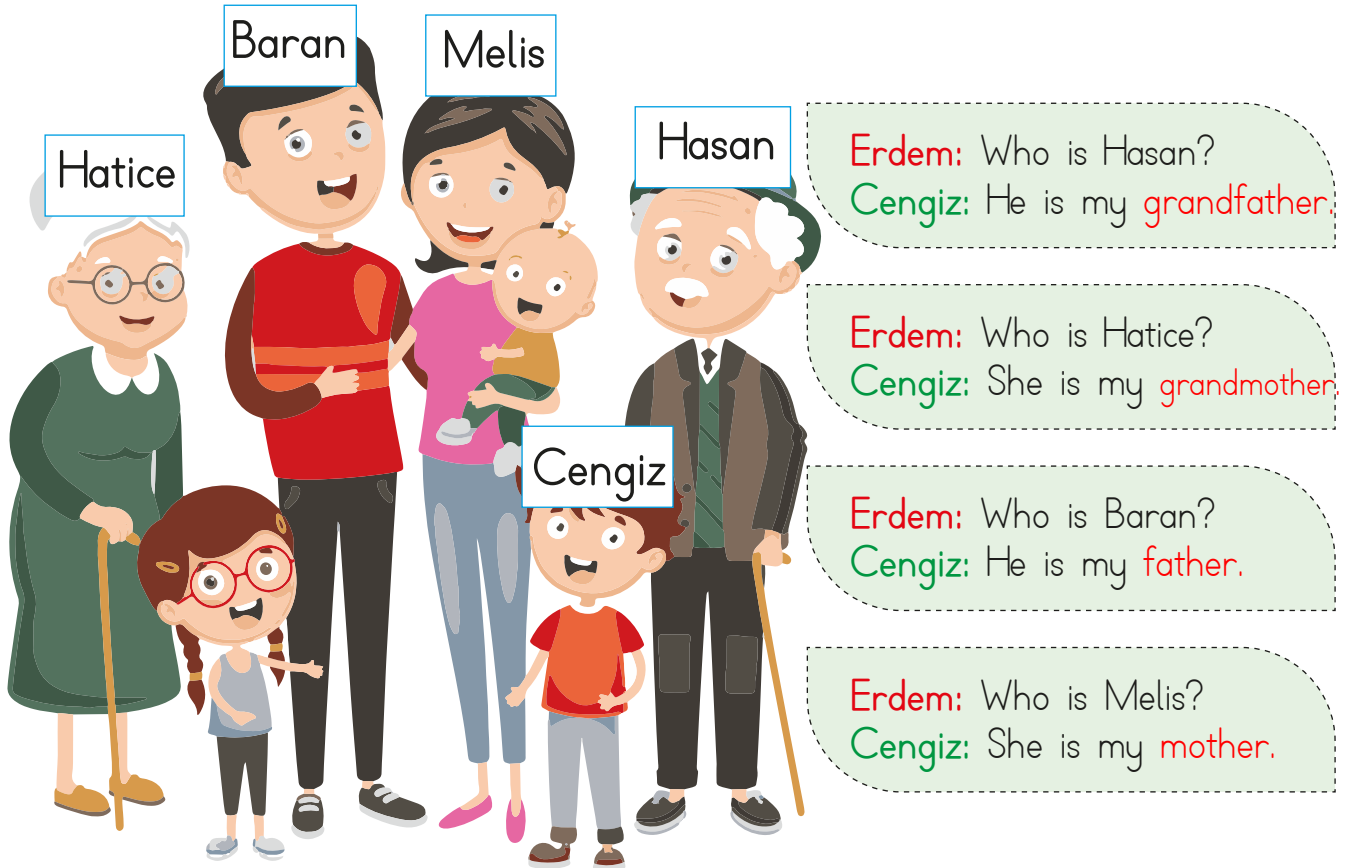 Baran
Melis
Hatice
Hasan
Cengiz
Erdem: Who is Hasan?
Cengiz: He is my grandfather.
Erdem: Who is Hatice?
Cengiz: She is my grandmother.
Erdem: Who is Baran?
Cengiz: He is my father.
Erdem: Who is Melis?
Cengiz: She is my mother.